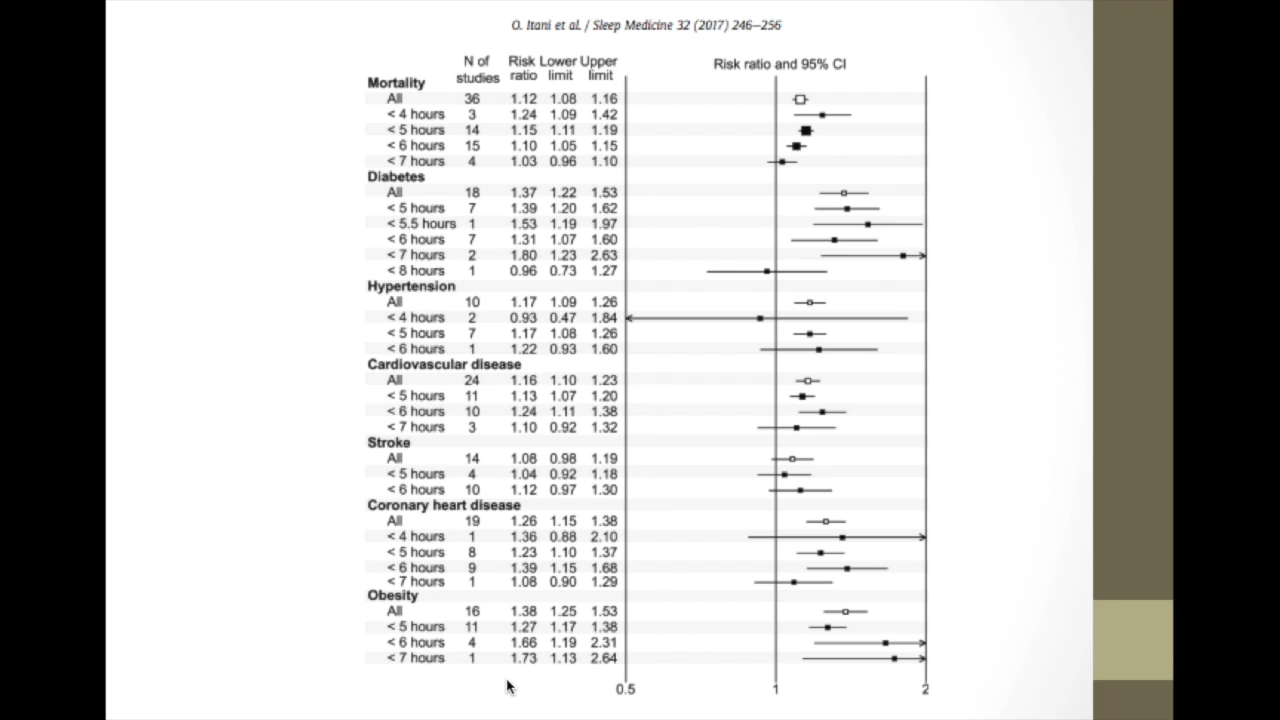 O. Itani et al. / Sleep Medicine 32 (2017) 246–256
N of studies Risk ratio Lower limit Upper limit Risk ratio and 95% CI
Mortality
All 36 1.12 1.08 1.16
< 4 hours 3 1.24 1.09 1.42
< 5 hours 14 1.15 1.11 1.19
< 6 hours 15 1.10 1.05 1.15
< 7 hours 4 1.03 0.96 1.10
Diabetes
All 18 1.37 1.22 1.53
< 5 hours 7 1.39 1.20 1.62
< 5.5 hours 1 1.53 1.19 1.97
< 6 hours 7 1.31 1.07 1.60
< 7 hours 2 1.80 1.23 2.63
< 8 hours 1 0.96 0.73 1.27
Hypertension
All 10 1.17 1.09 1.26
< 4 hours 2 0.93 0.47 1.84
< 5 hours 7 1.17 1.08 1.26
< 6 hours 1 1.22 0.93 1.60
Cardiovascular disease
All 24 1.16 1.10 1.23
< 5 hours 11 1.13 1.07 1.20
< 6 hours 10 1.24 1.11 1.38
< 7 hours 3 1.10 0.92 1.32
Stroke
All 14 1.08 0.98 1.19
< 5 hours 4 1.04 0.92 1.18
< 6 hours 10 1.12 0.97 1.30
Coronary heart disease
All 19 1.26 1.15 1.38
< 4 hours 1 1.36 0.88 2.10
< 5 hours 8 1.23 1.10 1.37
< 6 hours 9 1.39 1.15 1.68
< 7 hours 1 1.08 0.90 1.29
Obesity
All 16 1.38 1.25 1.53
< 5 hours 11 1.27 1.17 1.38
< 6 hours 4 1.66 1.19 2.31
< 7 hours 1 1.73 1.13 2.64
0.5 1 2